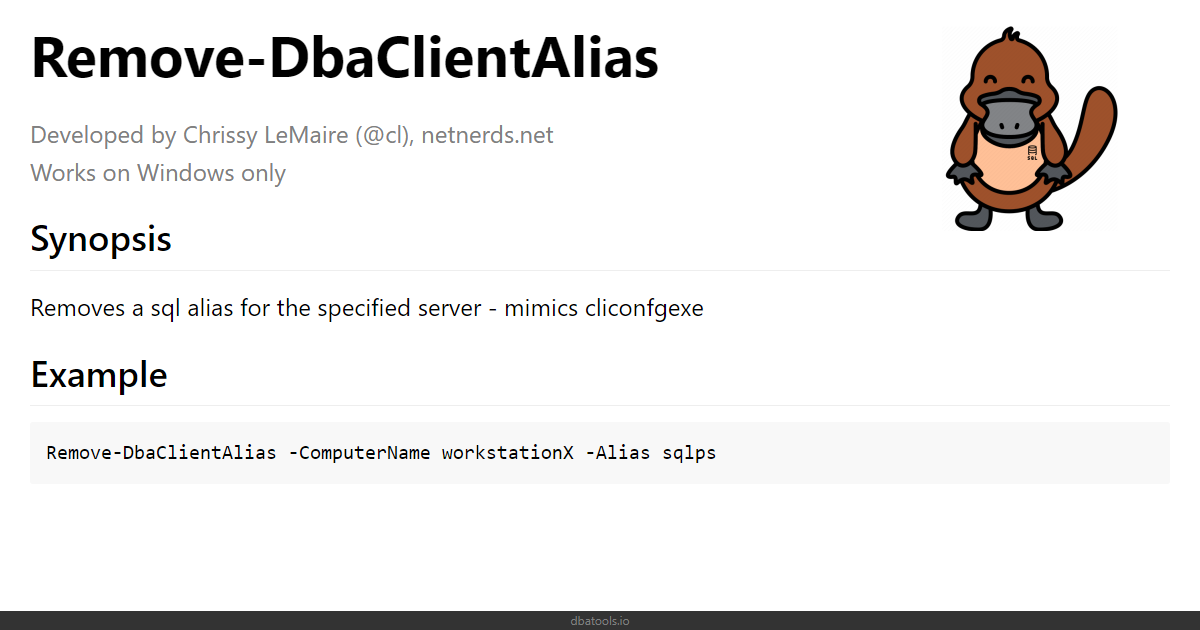 Remove-DbaClientAlias
Developed by Chrissy LeMaire (@cl), netnerds.net
Works on Windows only
SQL
Synopsis
Removes a sql alias for the specified server - mimics cliconfgexe
Example
Remove-DbaClientAlias -ComputerName workstationX -Alias sqlps
dbatools.io